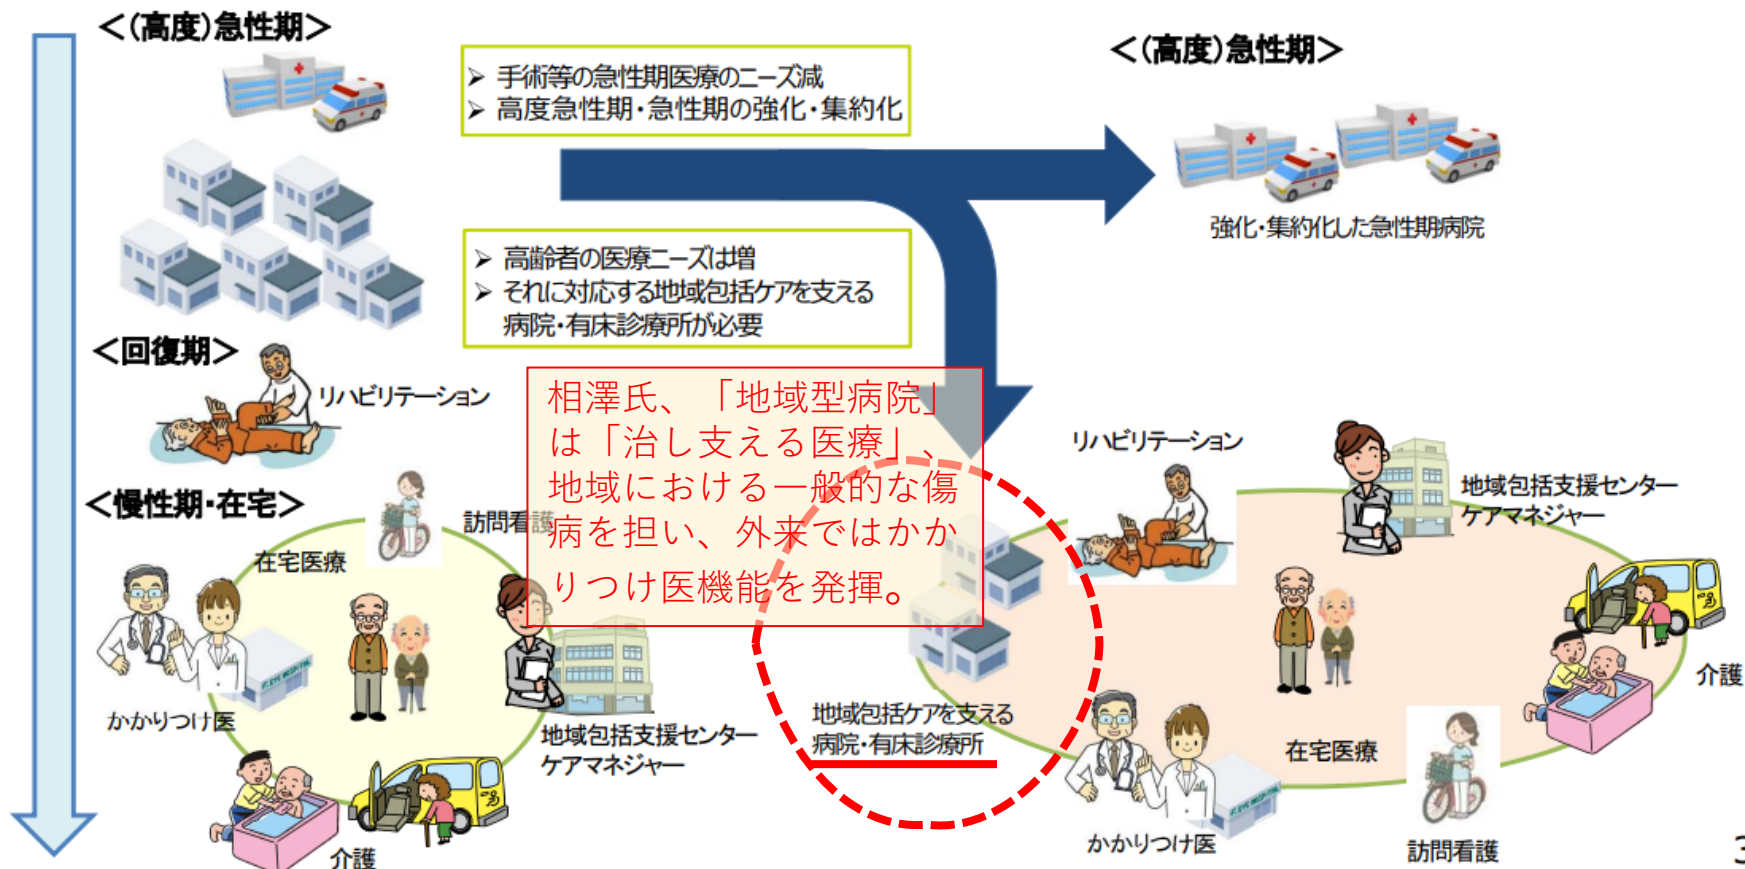 ＜(高度)急性期＞
➢ 手術等の急性期医療のニーズ減
➢ 高度急性期・急性期の強化・集約化
＜(高度)急性期＞
強化・集約化した急性期病院
➢ 高齢者の医療ニーズは増
➢ それに対応する地域包括ケアを支える
病院・有床診療所が必要
＜回復期＞
リハビリテーション
相澤氏、「地域型病院」
は「治し支える医療」、
地域における一般的な傷
病を担い、外来ではかか
りつけ医機能を発揮。
＜慢性期・在宅＞
訪問看護
在宅医療
かかりつけ医
地域包括支援センター
ケアマネジャー
介護
リハビリテーション
地域包括支援センター
ケアマネジャー
介護
地域包括ケアを支える
病院・有床診療所
在宅医療
かかりつけ医
訪問看護